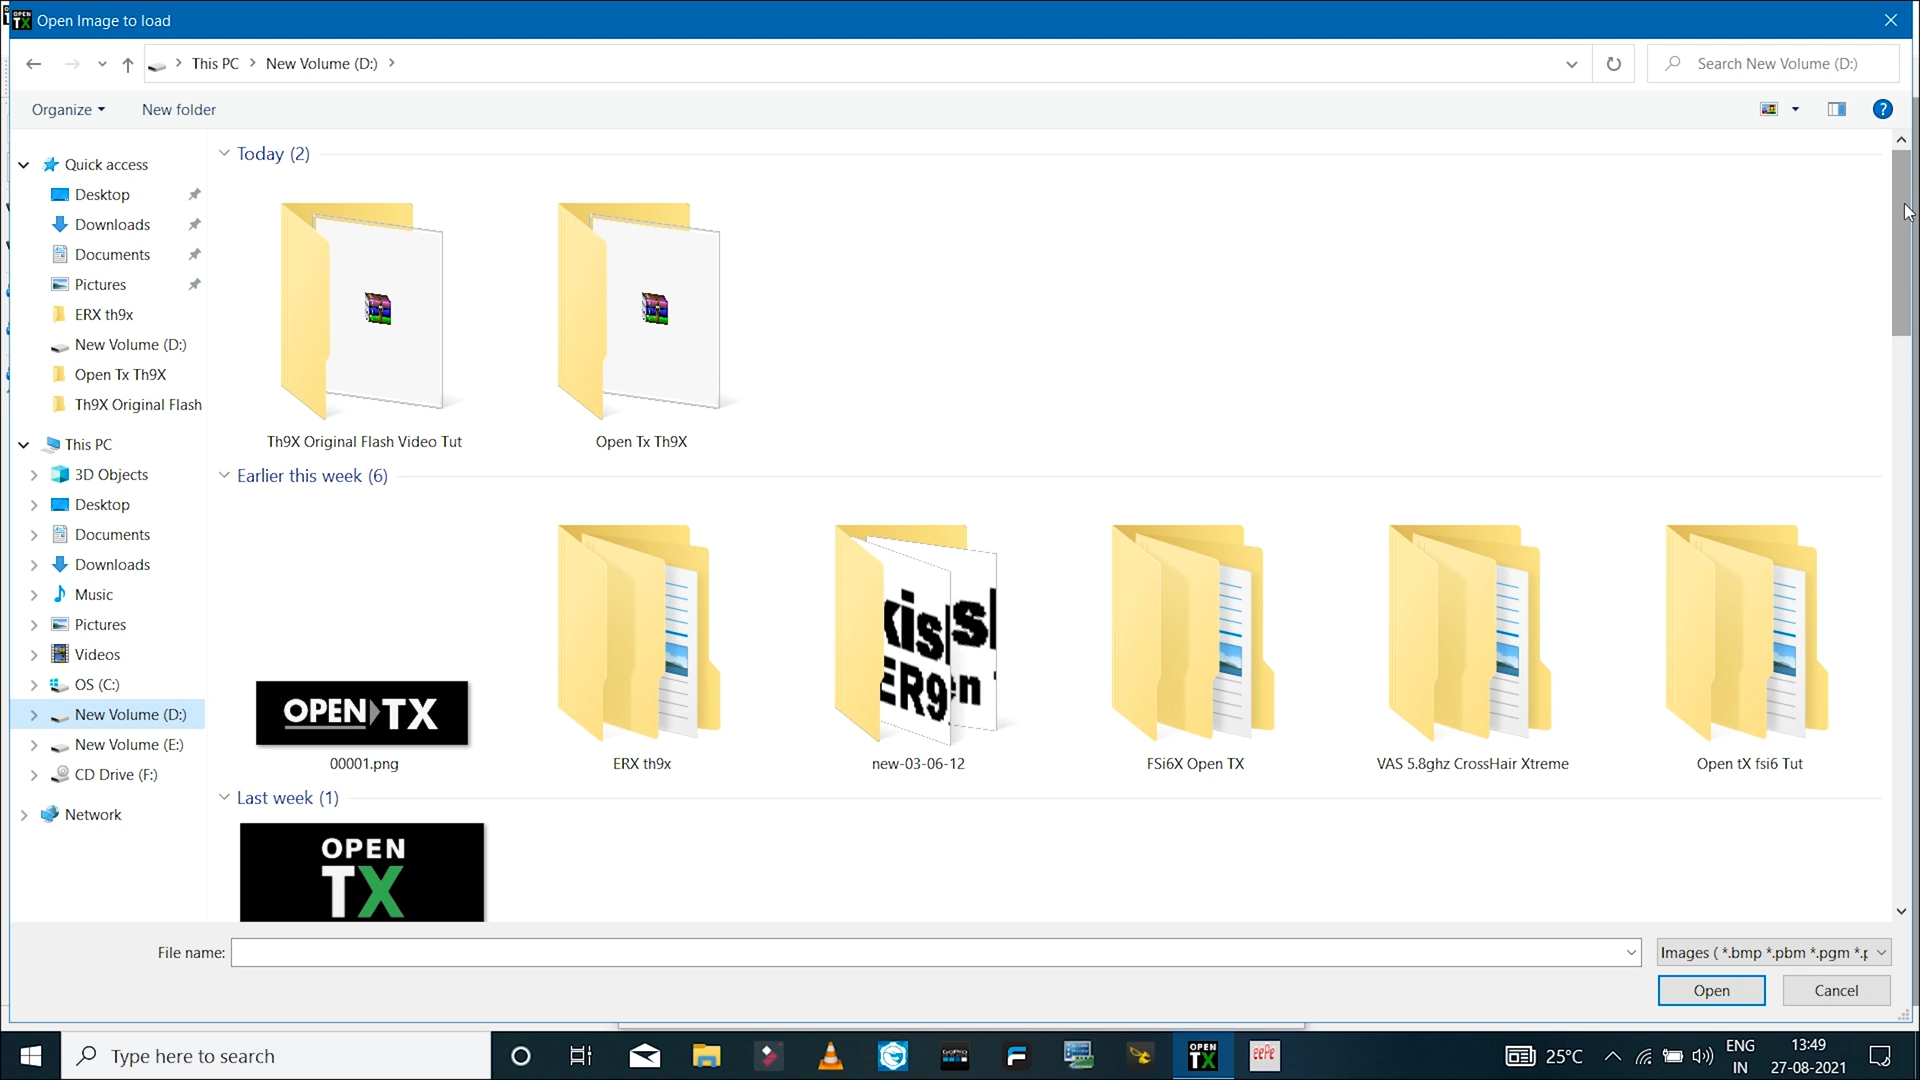 Open Image to load
This PC
New Volume (D:)
Search New Volume (D:)
Organize
New folder
Quick access
Desktop
Downloads
Documents
Pictures
ERX th9x
New Volume (D:)
Open Tx Th9X
Th9X Original Flash
This PC
3D Objects
Desktop
Documents
Downloads
Music
Pictures
Videos
OS (C:)
New Volume (D:)
New Volume (E:)
CD Drive (F:)
Network
Today (2)
Th9X Original Flash Video Tut
Open Tx Th9X
Earlier this week (6)
OPEN TX
00001.png
ERX th9x
new-03-06-12
FSi6X Open TX
VAS 5.8ghz CrossHair Xtreme
Open tX fsi6 Tut
Last week (1)
OPEN
TX
File name:
Images ( *.bmp *.pbm *.pgm *.p
Open
Cancel
Type here to search
GoPro
OPEN
TX
eePe
25°C
ENG
IN
13:49
27-08-2021